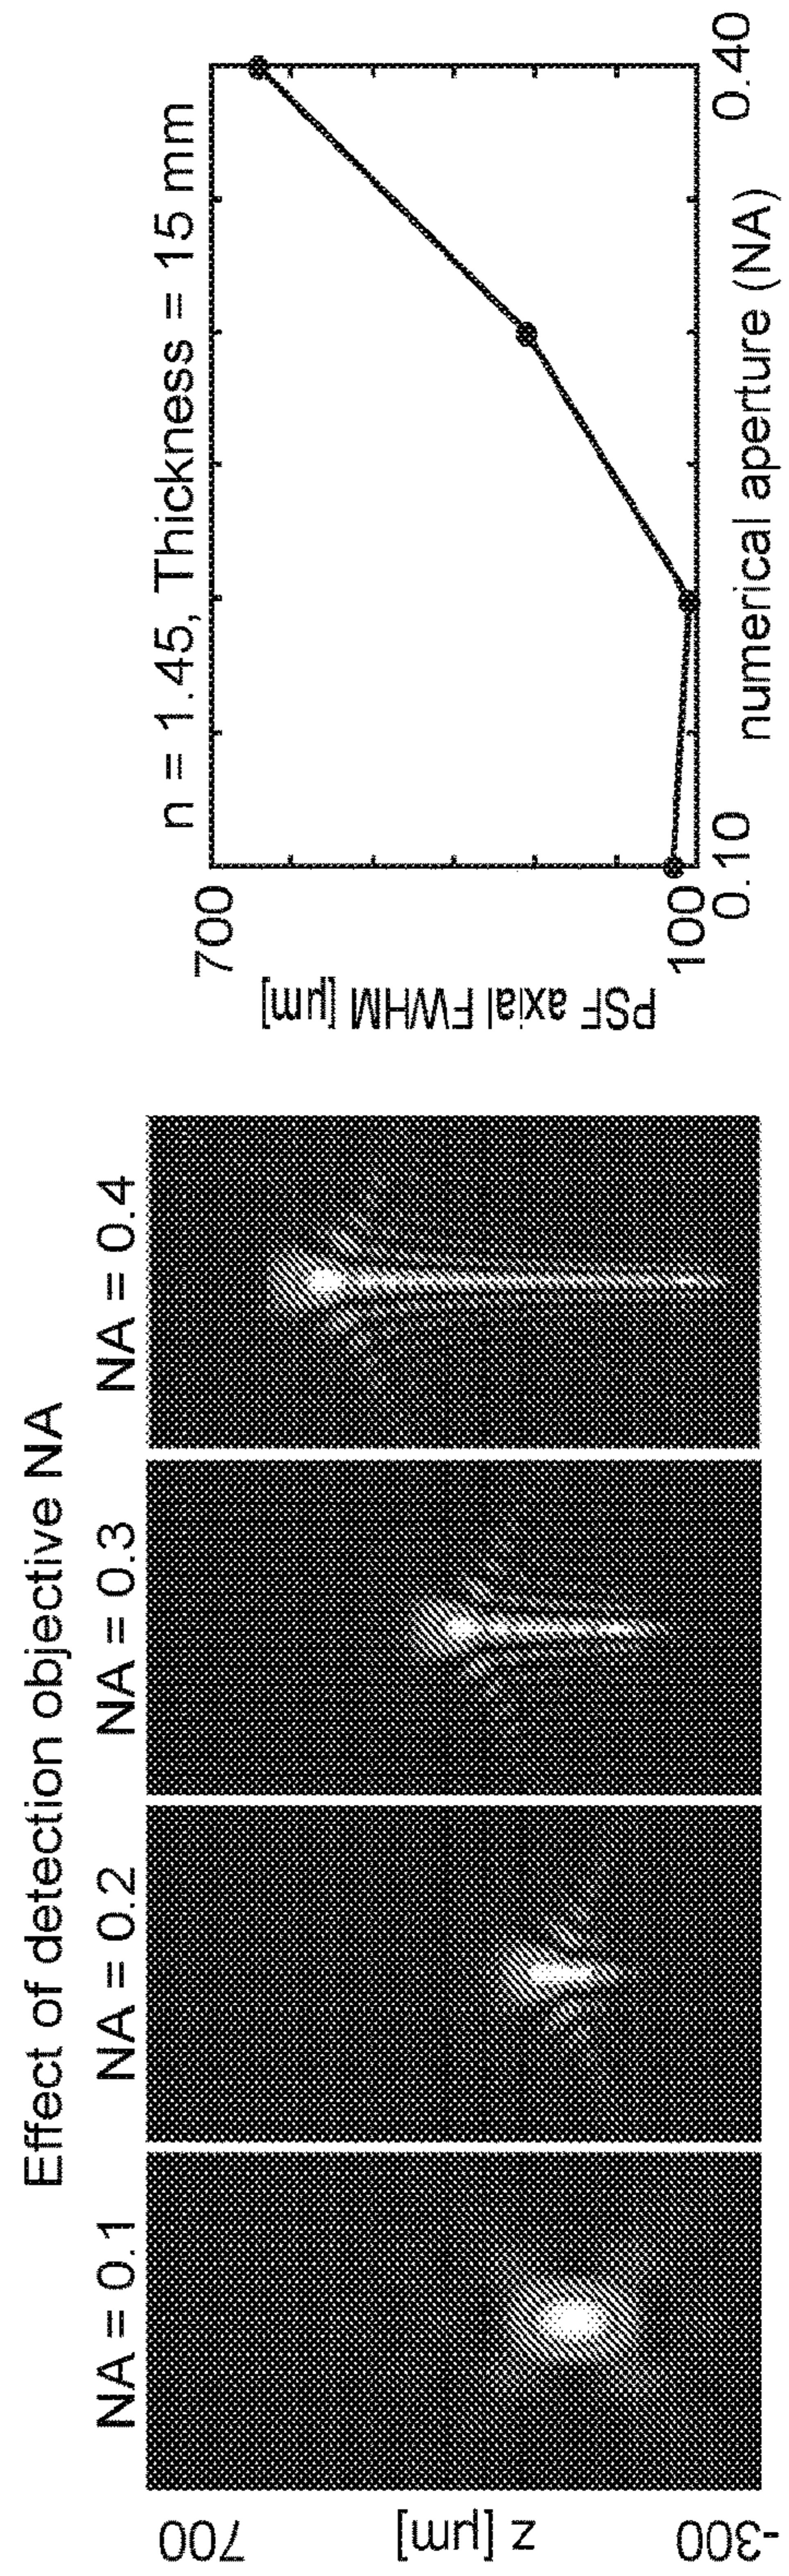 Effect of detection objective NA
NA = 0.1
NA = 0.2
NA = 0.3
NA = 0.4
700
z [µm]
-300
n = 1.45, Thickness = 15 mm
700
PSF axial FWHM [µm]
100
0.10
0.40
numerical aperture (NA)